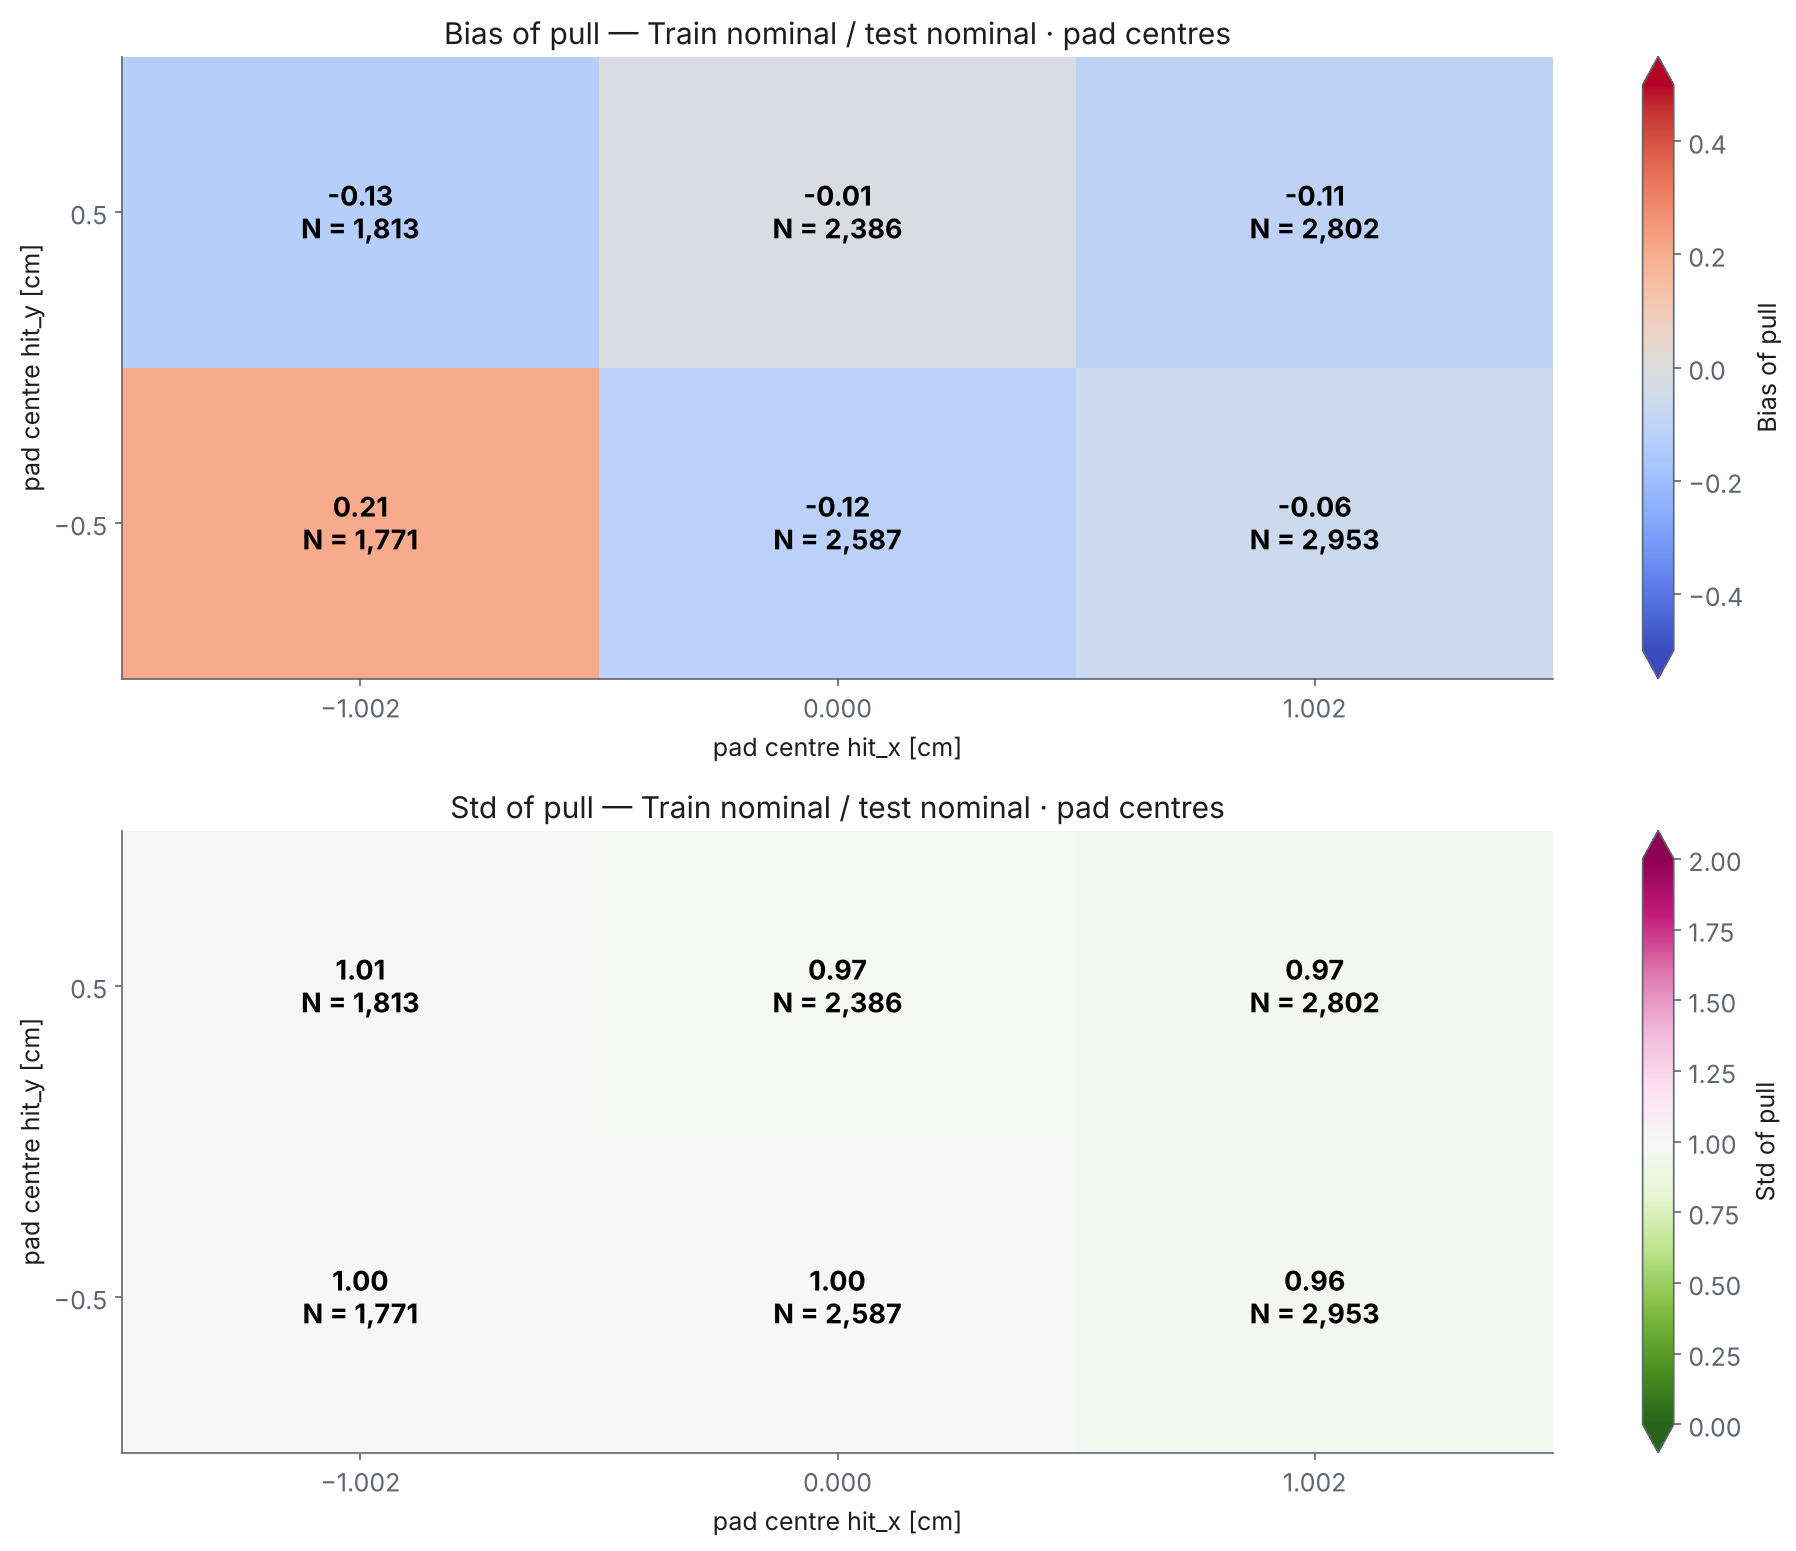 Bias of pull — Train nominal / test nominal · pad centres
-0.13
N = 1,813
-0.01
N = 2,386
-0.11
N = 2,802
0.21
N = 1,771
-0.12
N = 2,587
-0.06
N = 2,953
0.5
−0.5
pad centre hit_y [cm]
−1.002
0.000
1.002
pad centre hit_x [cm]
0.4
0.2
0.0
−0.2
−0.4
Bias of pull
Std of pull — Train nominal / test nominal · pad centres
1.01
N = 1,813
0.97
N = 2,386
0.97
N = 2,802
1.00
N = 1,771
1.00
N = 2,587
0.96
N = 2,953
0.5
−0.5
pad centre hit_y [cm]
−1.002
0.000
1.002
pad centre hit_x [cm]
2.00
1.75
1.50
1.25
1.00
0.75
0.50
0.25
0.00
Std of pull